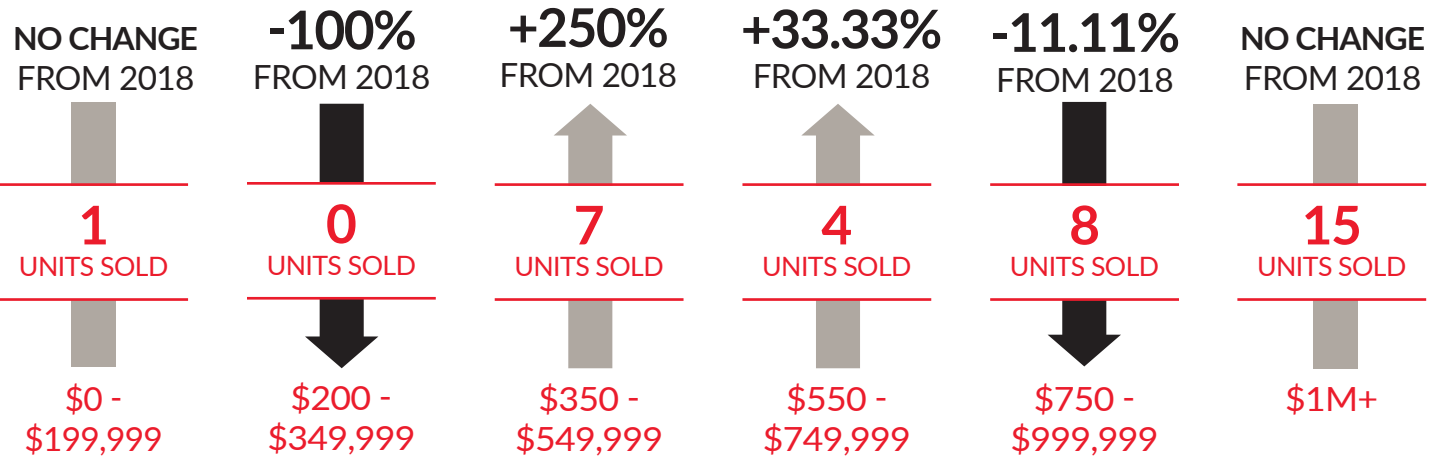 NO CHANGE
FROM 2018
1
UNITS SOLD
$0 -
$199,999
-100%
FROM 2018
0
UNITS SOLD
$200 -
$349,999
+250%
FROM 2018
7
UNITS SOLD
$350 -
$549,999
+33.33%
FROM 2018
4
UNITS SOLD
$550 -
$749,999
-11.11%
FROM 2018
8
UNITS SOLD
$750 -
$999,999
NO CHANGE
FROM 2018
15
UNITS SOLD
$1M+